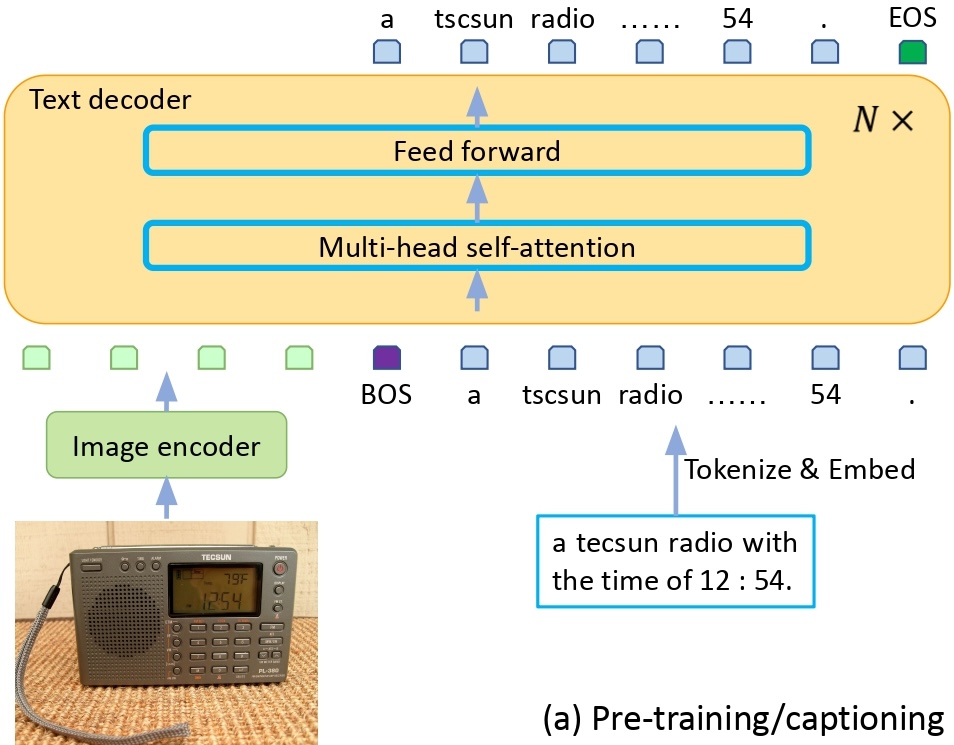 a tscsun radio ...... 54 . EOS
Text decoder
N ×
Feed forward
Multi-head self-attention
BOS a tscsun radio ...... 54 .
Image encoder
Tokenize & Embed
a tecsun radio with
the time of 12 : 54.
TECSUN
POWER
79F
12:54
PL-380
(a) Pre-training/captioning